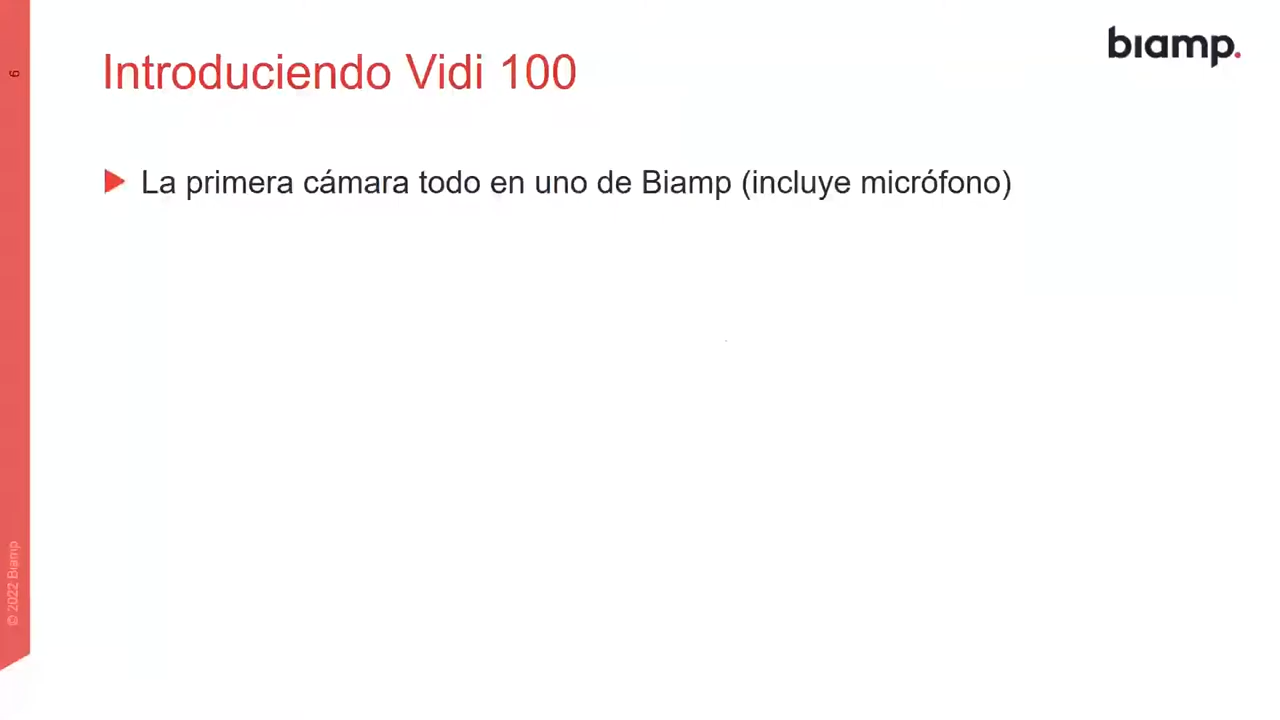 biamp.
6
Introduciendo Vidi 100
La primera cámara todo en uno de Biamp (incluye micrófono)
© 2022 Biamp